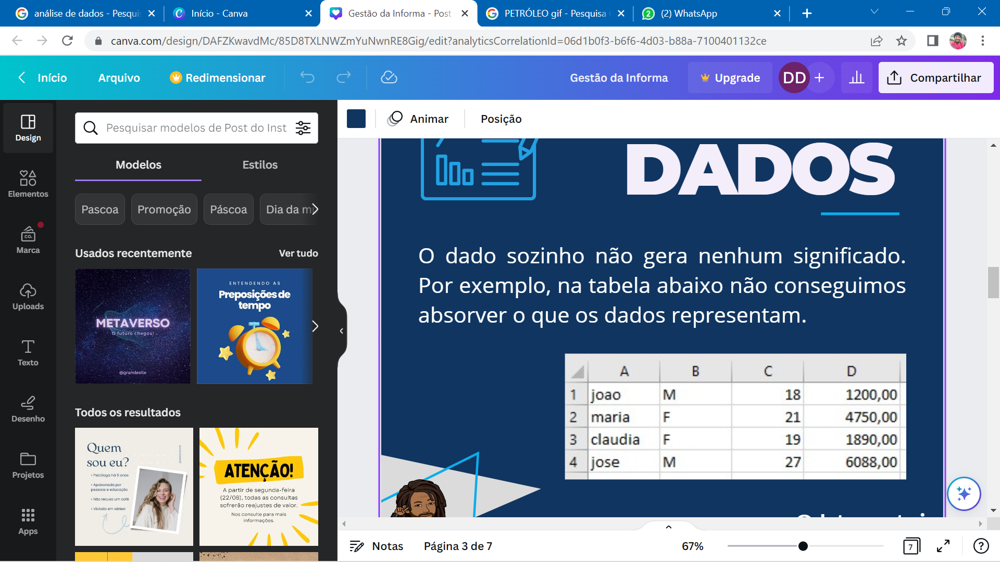 análise de dados - Pesquis
Início - Canva
Gestão da Informa - Post
PETRÓLEO gif - Pesquisa
(2) WhatsApp
canva.com/design/DAFZKwavdMc/85D8TXLNWZmYuNwnRE8Gig/edit?analyticsCorrelationId=06d1b0f3-b6f6-4d03-b88a-7100401132ce
Início
Arquivo
Redimensionar
Gestão da Informa
Upgrade
DD
Compartilhar
Design
Elementos
Marca
Uploads
Texto
Desenho
Projetos
Apps
Pesquisar modelos de Post do Inst
Modelos
Estilos
Pascoa
Promoção
Páscoa
Dia da m
Usados recentemente
Ver tudo
METAVERSO
O futuro chegou!
@grandesite
ENTENDENDO AS
Preposições de
tempo
Todos os resultados
Quem
sou eu?
• Psicóloga há 5 anos
• Apaixonada por
pessoas e educação
• Não recusa um café
• Viciada em séries!
@GRANDESITE
ATENÇÃO!
A partir de segunda-feira
(22/08), todas as consultas
sofrerão reajustes de valor.
Nos consulte para mais
informações.
Animar
Posição
DADOS
O dado sozinho não gera nenhum significado.
Por exemplo, na tabela abaixo não conseguimos
absorver o que os dados representam.
A B C D
1 joao M 18 1200,00
2 maria F 21 4750,00
3 claudia F 19 1890,00
4 jose M 27 6088,00
Notas
Página 3 de 7
67%
7